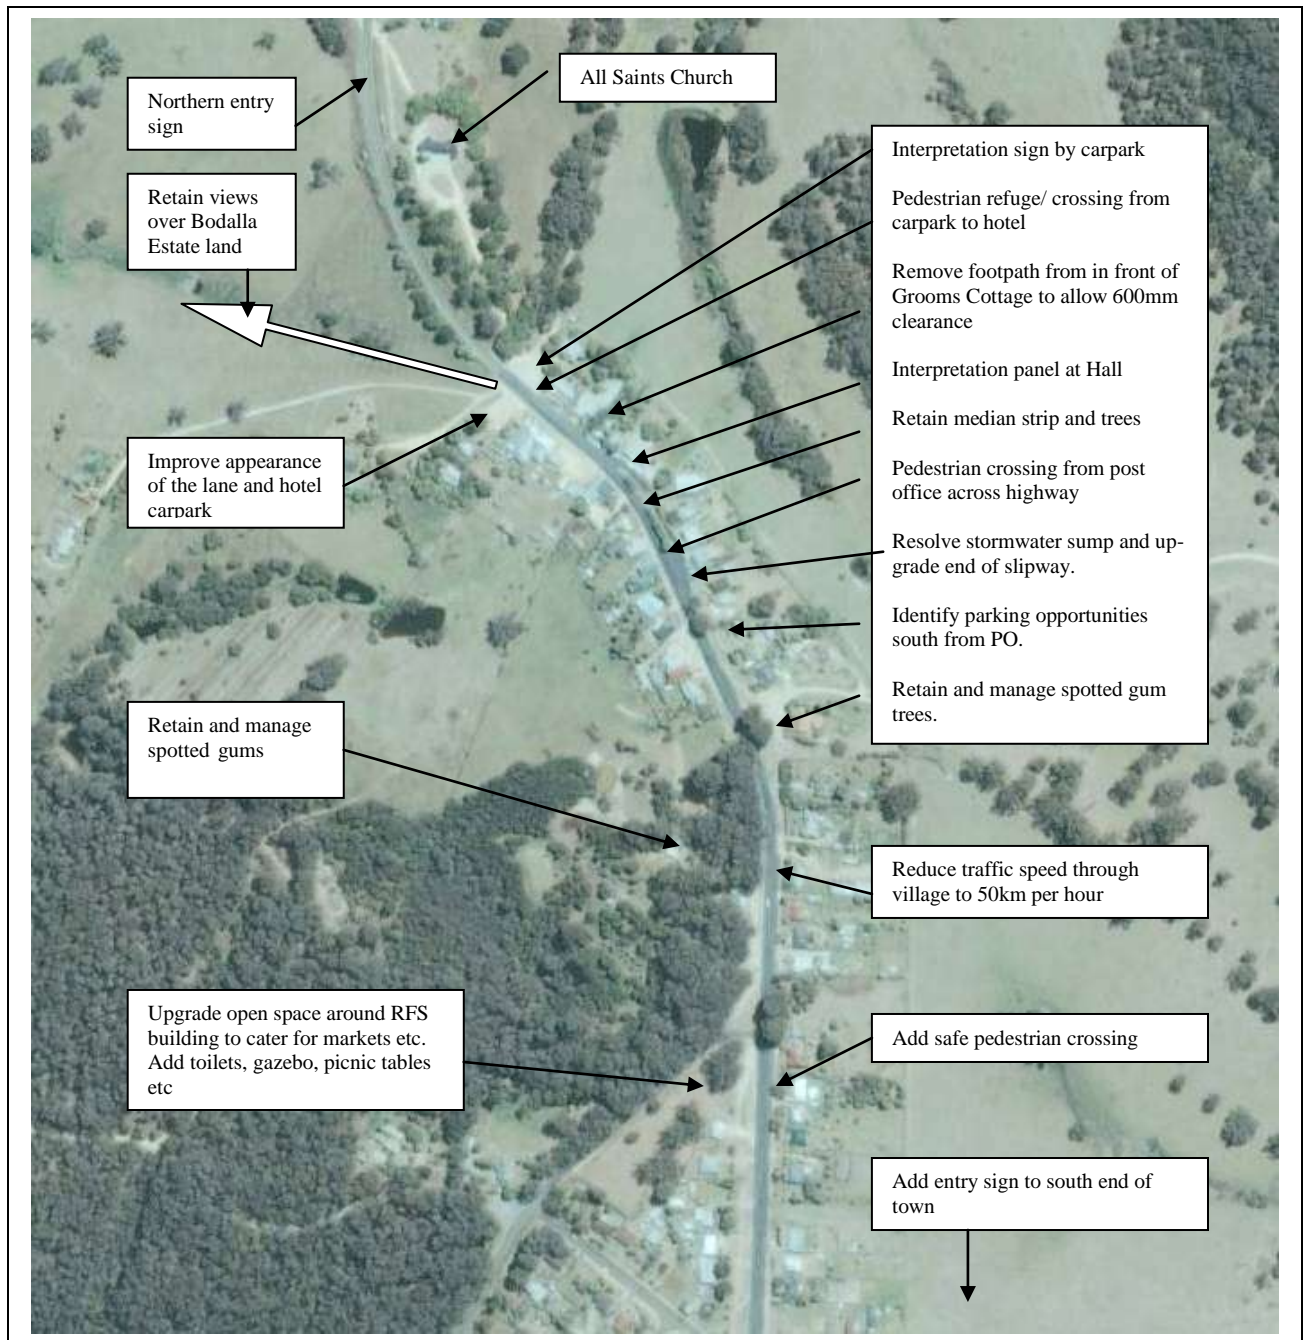 All Saints Church
Northern entry
sign
Retain views
over Bodalla
Estate land
Interpretation sign by carpark
Pedestrian refuge/ crossing from
carpark to hotel
Remove footpath from in front of
Grooms Cottage to allow 600mm
clearance
Interpretation panel at Hall
Retain median strip and trees
Pedestrian crossing from post
office across highway
Resolve stormwater sump and up-
grade end of slipway.
Identify parking opportunities
south from PO.
Retain and manage spotted gum
trees.
Improve appearance
of the lane and hotel
carpark
Retain and manage
spotted gums
Reduce traffic speed through
village to 50km per hour
Upgrade open space around RFS
building to cater for markets etc.
Add toilets, gazebo, picnic tables
etc
Add safe pedestrian crossing
Add entry sign to south end of
town